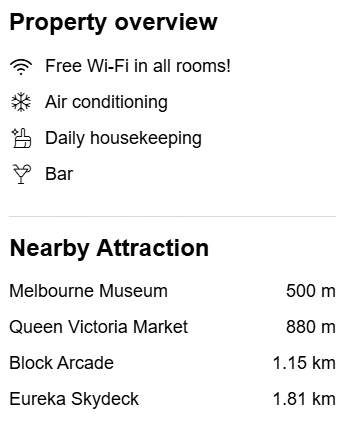 Property overview
Free Wi-Fi in all rooms!
Air conditioning
Daily housekeeping
Bar
Nearby Attraction
Melbourne Museum 500 m
Queen Victoria Market 880 m
Block Arcade 1.15 km
Eureka Skydeck 1.81 km